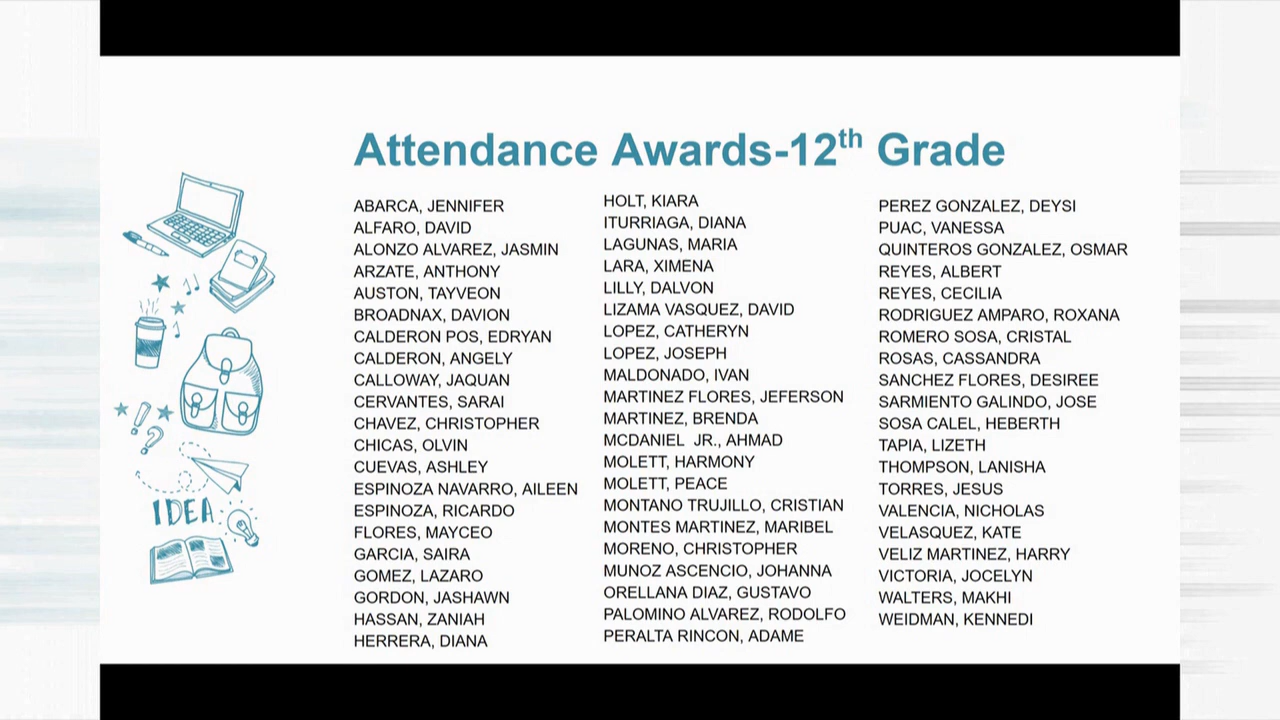 Attendance Awards-12th Grade
ABARCA, JENNIFER
ALFARO, DAVID
ALONZO ALVAREZ, JASMIN
ARZATE, ANTHONY
AUSTON, TAYVEON
BROADNAX, DAVION
CALDERON POS, EDRYAN
CALDERON, ANGELY
CALLOWAY, JAQUAN
CERVANTES, SARAI
CHAVEZ, CHRISTOPHER
CHICAS, OLVIN
CUEVAS, ASHLEY
ESPINOZA NAVARRO, AILEEN
ESPINOZA, RICARDO
FLORES, MAYCEO
GARCIA, SAIRA
GOMEZ, LAZARO
GORDON, JASHAWN
HASSAN, ZANIAH
HERRERA, DIANA
HOLT, KIARA
ITURRIAGA, DIANA
LAGUNAS, MARIA
LARA, XIMENA
LILLY, DALVON
LIZAMA VASQUEZ, DAVID
LOPEZ, CATHERYN
LOPEZ, JOSEPH
MALDONADO, IVAN
MARTINEZ FLORES, JEFERSON
MARTINEZ, BRENDA
MCDANIEL  JR., AHMAD
MOLETT, HARMONY
MOLETT, PEACE
MONTANO TRUJILLO, CRISTIAN
MONTES MARTINEZ, MARIBEL
MORENO, CHRISTOPHER
MUNOZ ASCENCIO, JOHANNA
ORELLANA DIAZ, GUSTAVO
PALOMINO ALVAREZ, RODOLFO
PERALTA RINCON, ADAME
PEREZ GONZALEZ, DEYSI
PUAC, VANESSA
QUINTEROS GONZALEZ, OSMAR
REYES, ALBERT
REYES, CECILIA
RODRIGUEZ AMPARO, ROXANA
ROMERO SOSA, CRISTAL
ROSAS, CASSANDRA
SANCHEZ FLORES, DESIREE
SARMIENTO GALINDO, JOSE
SOSA CALEL, HEBERTH
TAPIA, LIZETH
THOMPSON, LANISHA
TORRES, JESUS
VALENCIA, NICHOLAS
VELASQUEZ, KATE
VELIZ MARTINEZ, HARRY
VICTORIA, JOCELYN
WALTERS, MAKHI
WEIDMAN, KENNEDI
! ?
IDEA